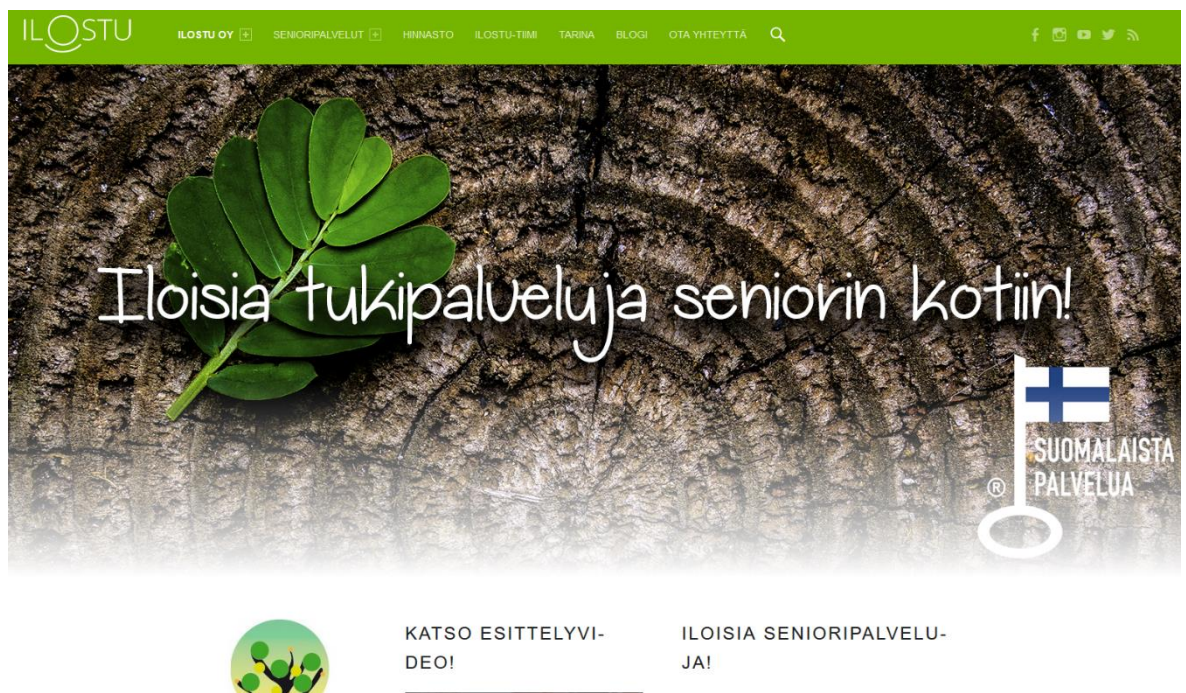 ILOSTU
ILOSTU OY SENIORIPALVELUT HINNASTO ILOSTU-TIIMI TARINA BLOGI OTA YHTEYTTÄ
Iloisia tukipalveluja seniorin kotiin!
SUOMALAISTA
® PALVELUA
KATSO ESITTELYVI-
DEO!
ILOISIA SENIORIPALVELU-
JA!